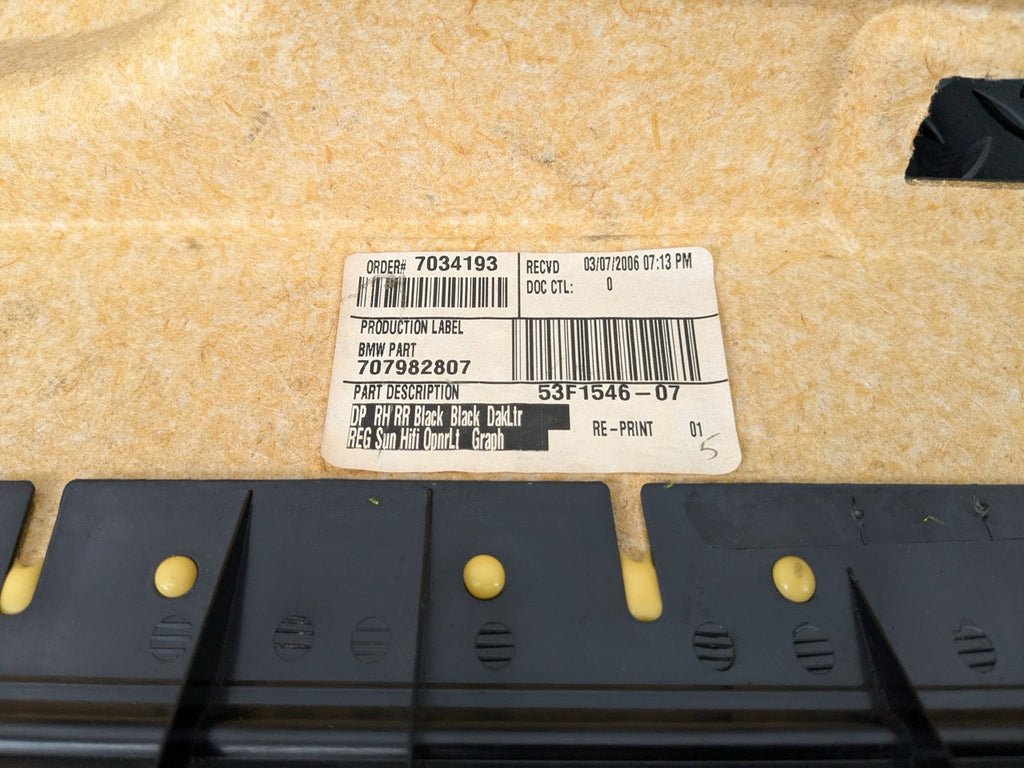 ORDER# 7034193
RECVD 03/07/2006 07:13 PM
DOC CTL: 0
PRODUCTION LABEL
BMW PART
707982807
PART DESCRIPTION
53F1546-07
DP RH RR Black Black DakLtr
REG Sun Hifi OpnrLt Graph
RE-PRINT 01
5